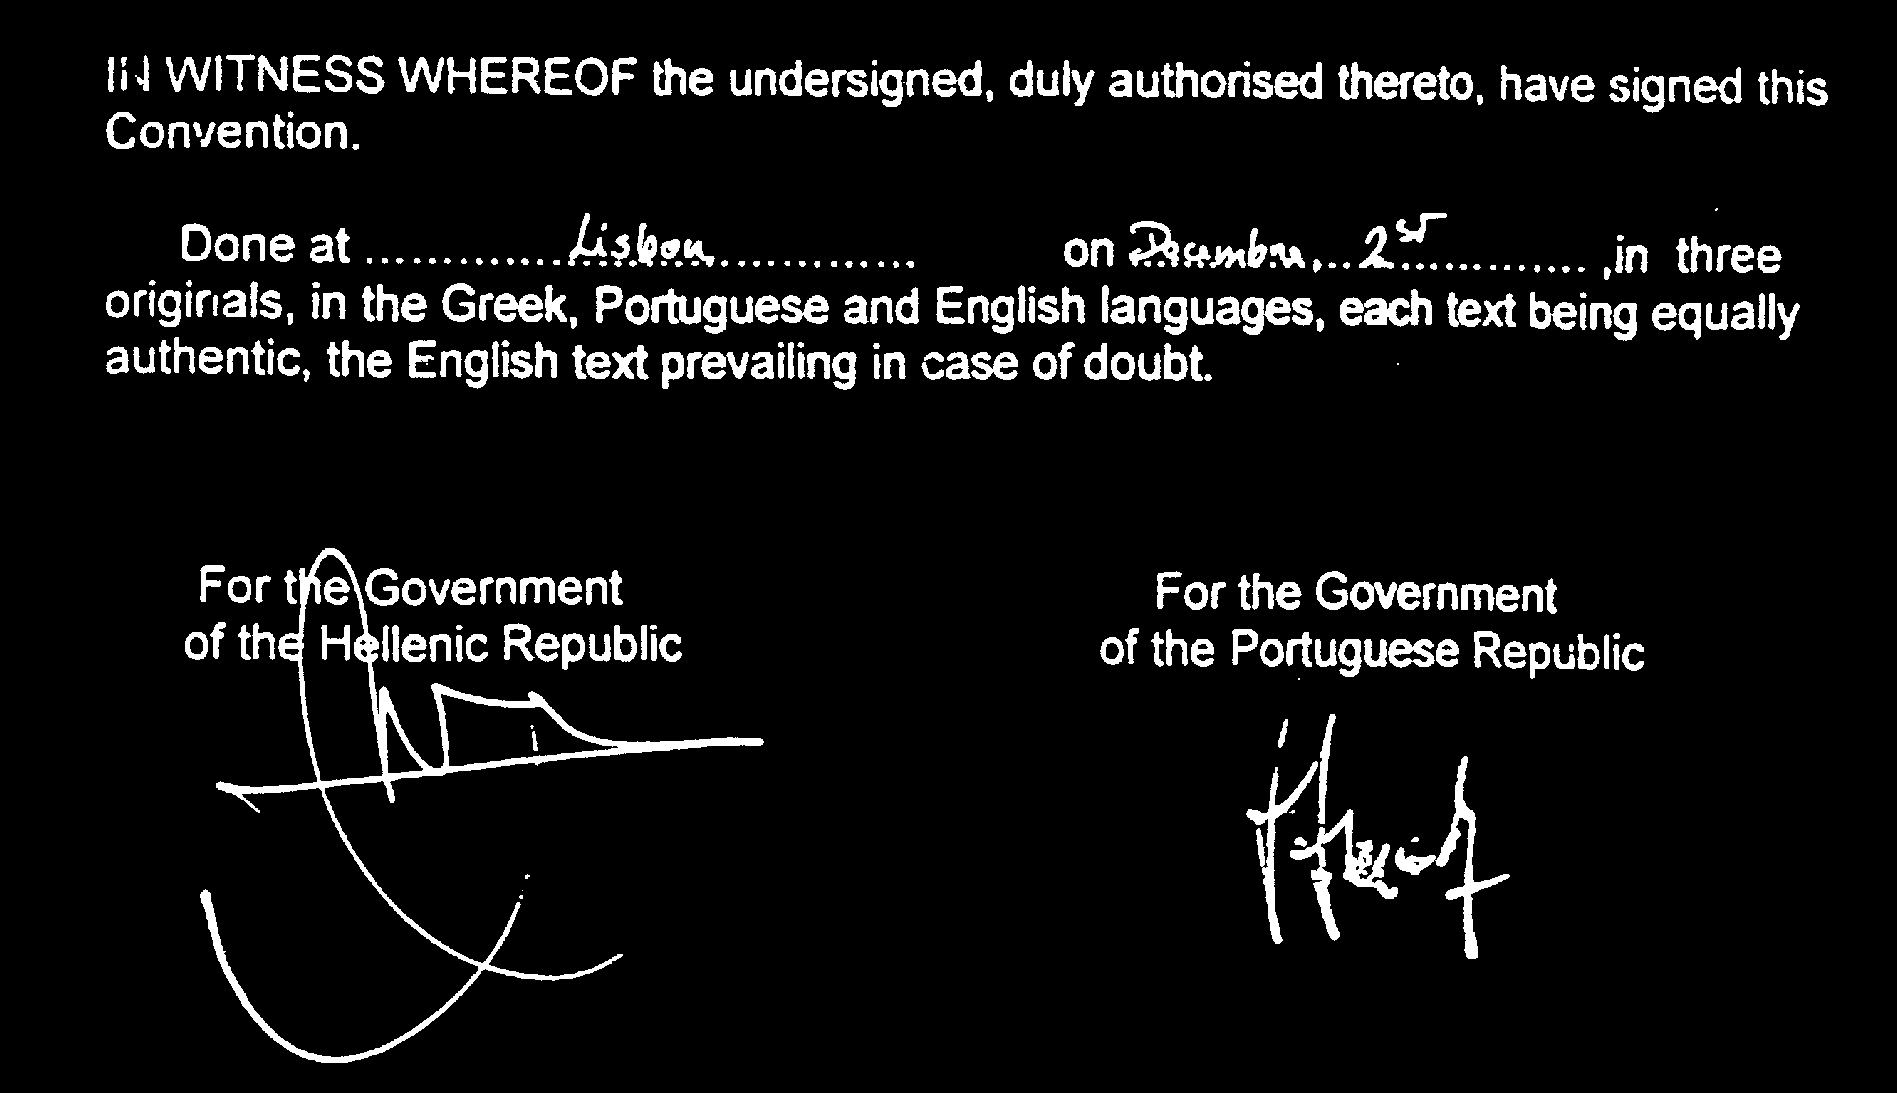 IN WITNESS WHEREOF the undersigned, duly authorised thereto, have signed this
Convention.
Done at .............Lisbon............. on December...2st............. ,in three
originals, in the Greek, Portuguese and English languages, each text being equally
authentic, the English text prevailing in case of doubt.
For the Government
of the Hellenic Republic
For the Government
of the Portuguese Republic